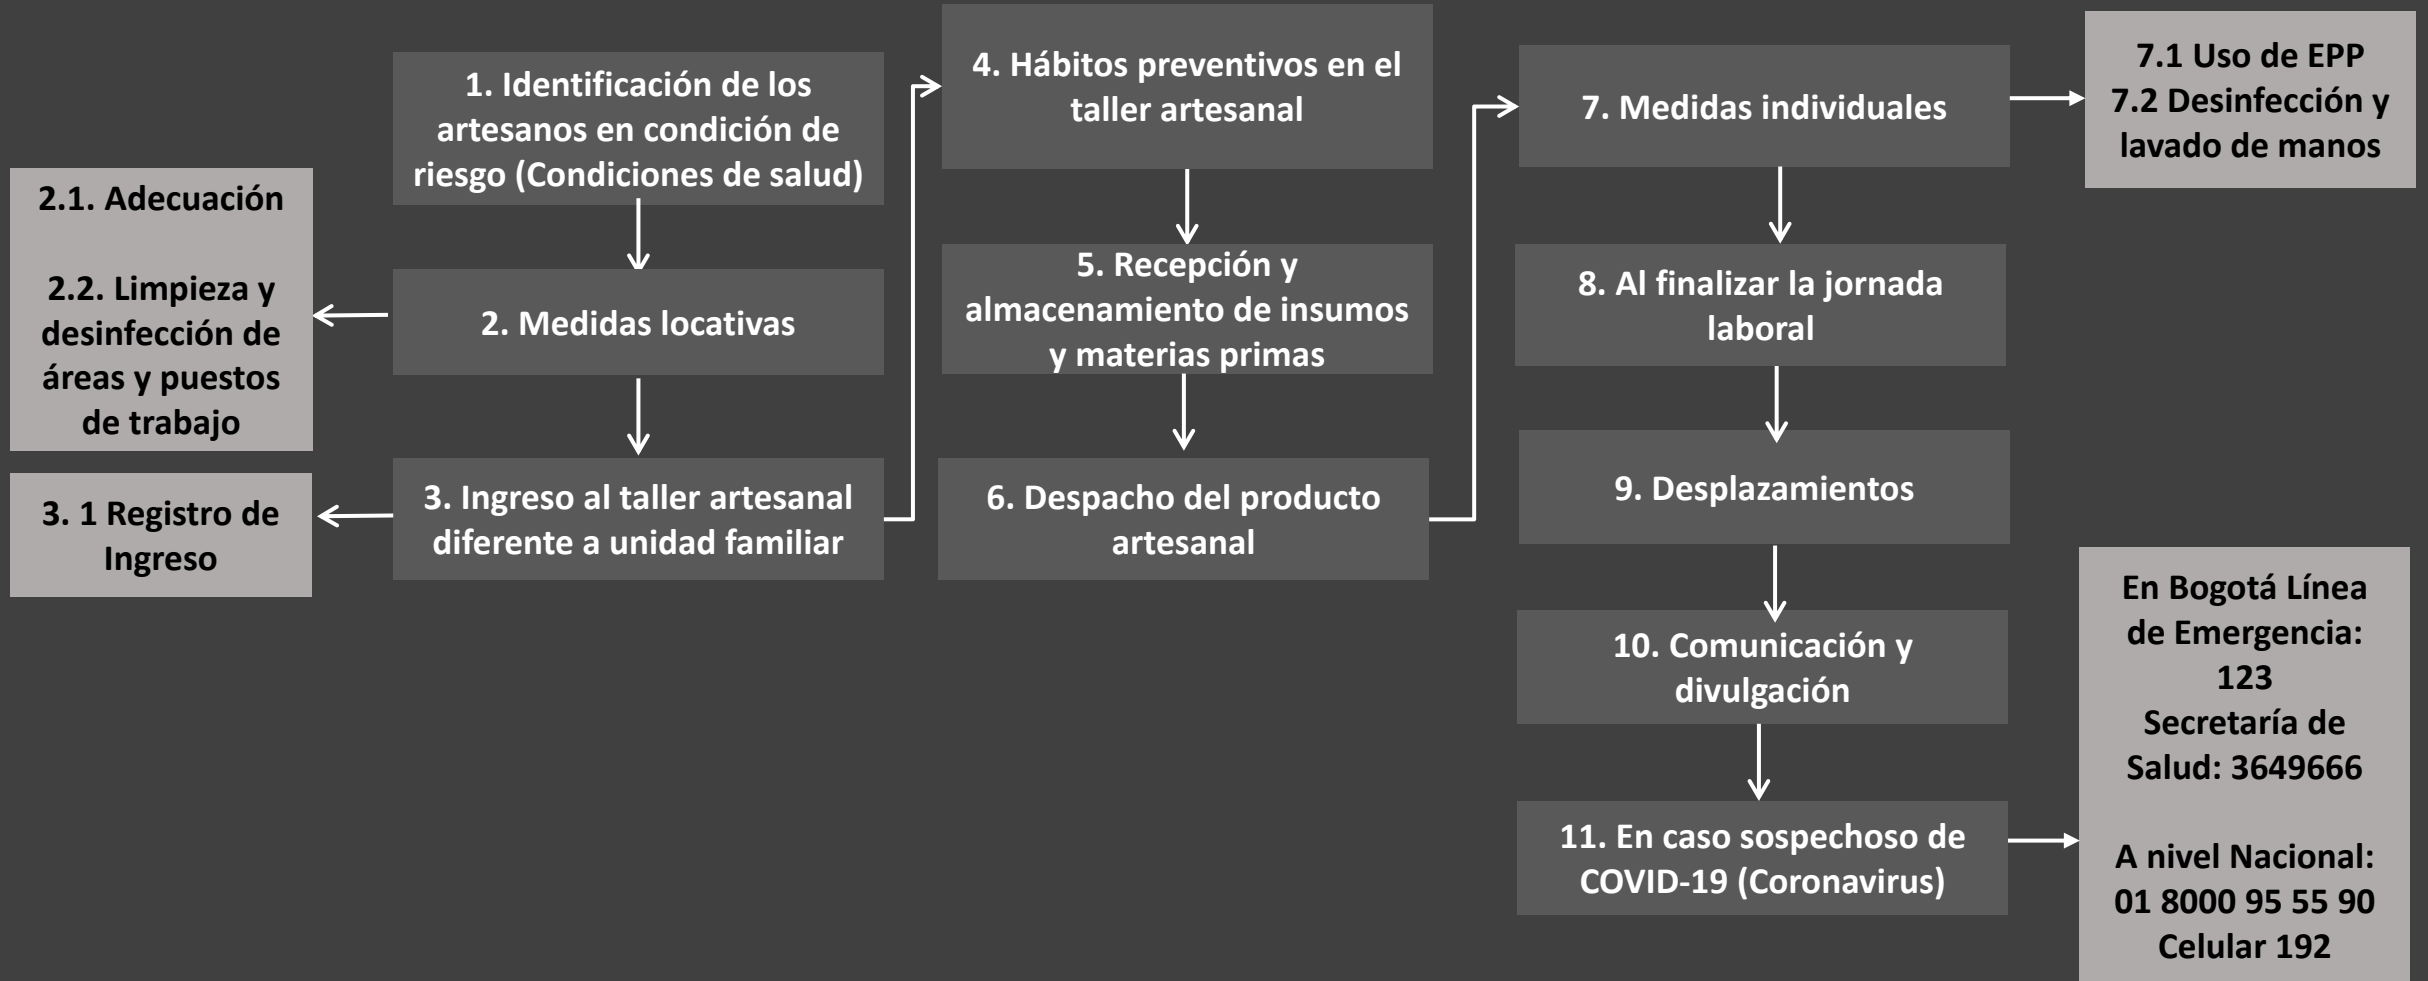 1. Identificación de los
artesanos en condición de
riesgo (Condiciones de salud)
2. Medidas locativas
2.1. Adecuación
2.2. Limpieza y
desinfección de
áreas y puestos
de trabajo
3. Ingreso al taller artesanal
diferente a unidad familiar
3. 1 Registro de
Ingreso
4. Hábitos preventivos en el
taller artesanal
5. Recepción y
almacenamiento de insumos
y materias primas
6. Despacho del producto
artesanal
7. Medidas individuales
7.1 Uso de EPP
7.2 Desinfección y
lavado de manos
8. Al finalizar la jornada
laboral
9. Desplazamientos
10. Comunicación y
divulgación
11. En caso sospechoso de
COVID-19 (Coronavirus)
En Bogotá Línea
de Emergencia:
123
Secretaría de
Salud: 3649666
A nivel Nacional:
01 8000 95 55 90
Celular 192